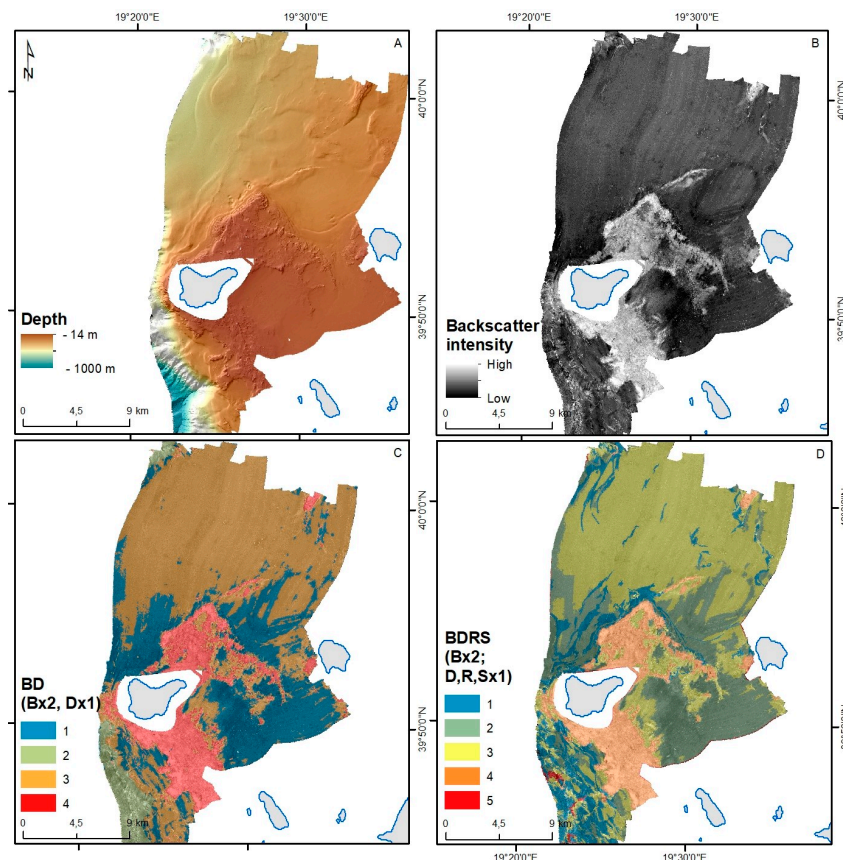 19°20'0"E 19°30'0"E
19°20'0"E 19°30'0"E
A
N
40°0'0"N
39°50'0"N
Depth
- 14 m
- 1000 m
0 4,5 9 km
B
40°0'0"N
39°50'0"N
Backscatter
intensity
High
Low
0 4,5 9 km
C
40°0'0"N
39°50'0"N
BD
(Bx2, Dx1)
1
2
3
4
0 4,5 9 km
D
BDRS
(Bx2;
D,R,Sx1)
1
2
3
4
5
0 4,5 9 km
19°20'0"E 19°30'0"E